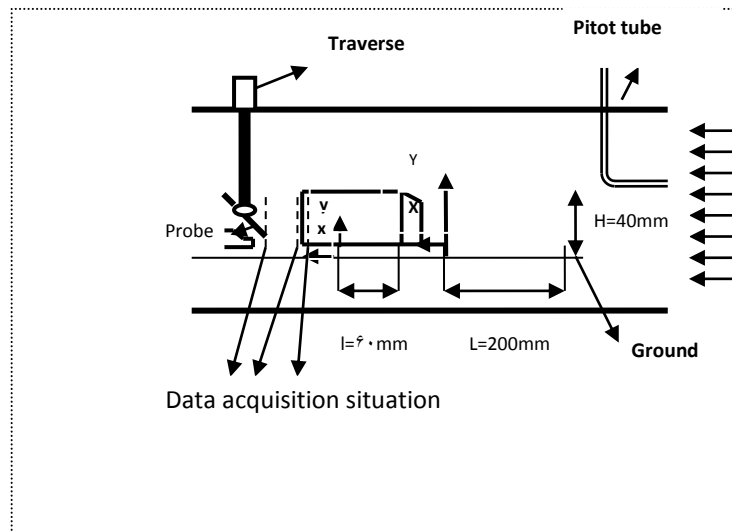 Pitot tube
Traverse
Y
y
X
x
Probe
H=40mm
l=۶۰mm
L=200mm
Ground
Data acquisition situation